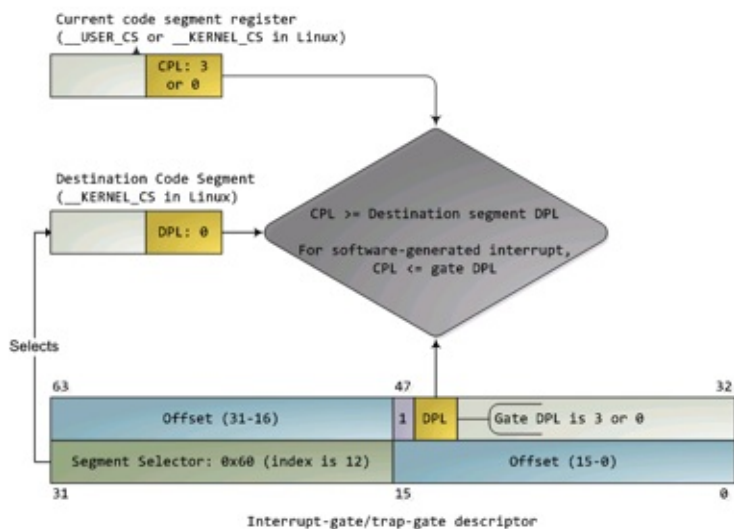 Current code segment register
(__USER_CS or __KERNEL_CS in Linux)
CPL: 3
or 0
Destination Code Segment
(__KERNEL_CS in Linux)
DPL: 0
CPL >= Destination segment DPL
For software-generated interrupt,
CPL <= gate DPL
Selects
63
47
32
Offset (31-16)
1
DPL
Gate DPL is 3 or 0
Segment Selector: 0x60 (index is 12)
Offset (15-0)
31
15
0
Interrupt-gate/trap-gate descriptor